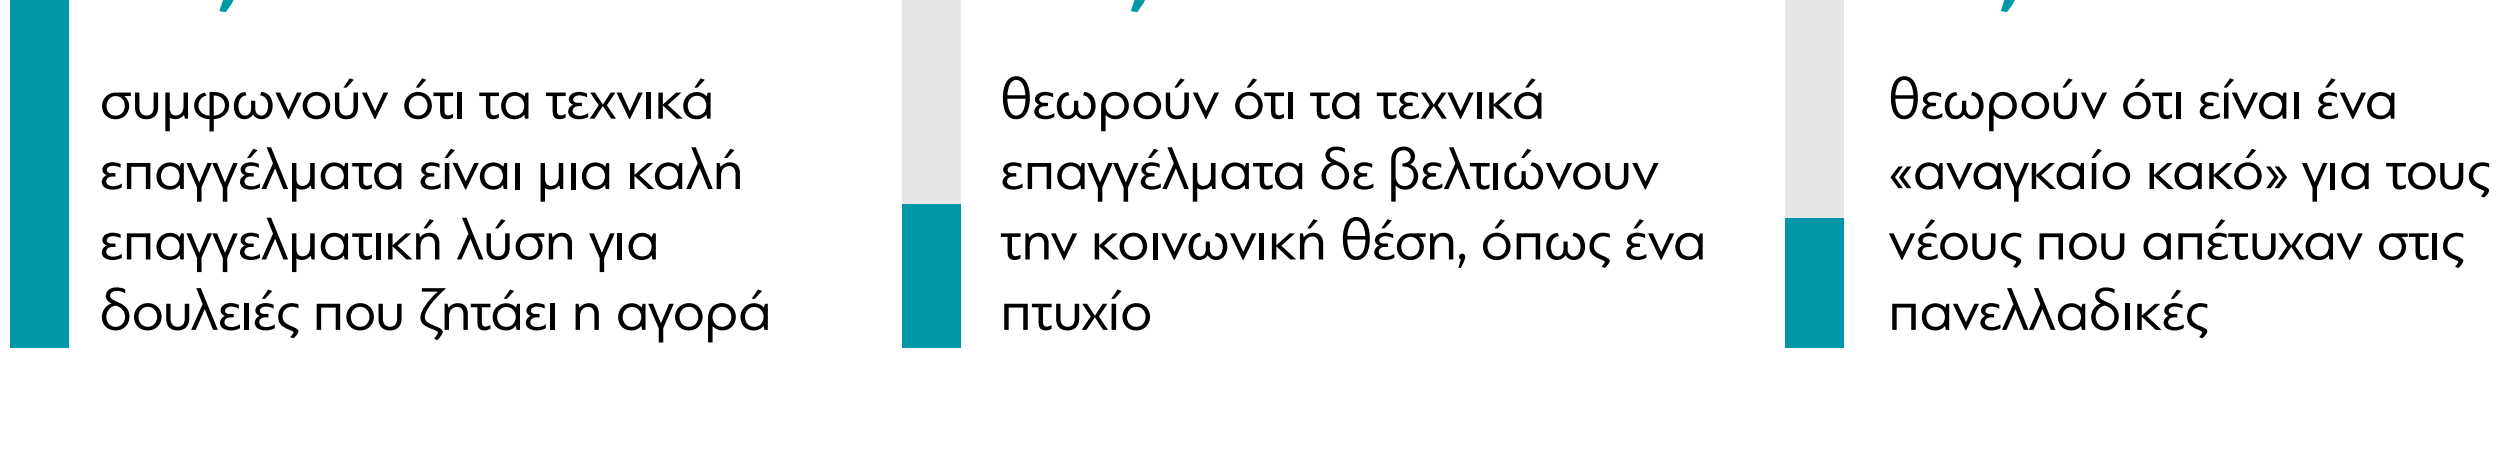 συμφωνούν ότι τα τεχνικά
επαγγέλματα είναι μια καλή
επαγγελματική λύση για
δουλειές που ζητάει η αγορά
θεωρούν ότι τα τεχνικά
επαγγέλματα δε βελτιώνουν
την κοινωνική θέση, όπως ένα
πτυχίο
θεωρούν ότι είναι ένα
«αναγκαίο κακό» για τους
νέους που απέτυχαν στις
πανελλαδικές